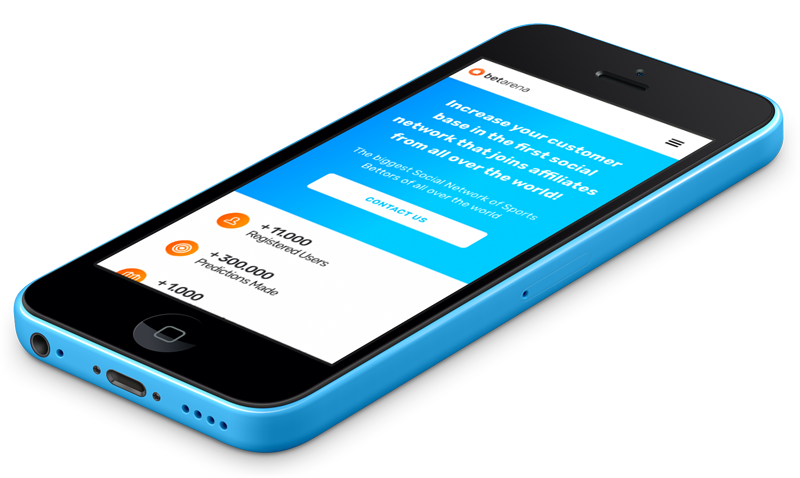 betarena
Increase your customer
base in the first social
network that joins affiliates
from all over the world!
The biggest Social Network of Sports
Bettors of all over the world
CONTACT US
+ 11.000
Registered Users
+ 300.000
Predictions Made
+ 1.000